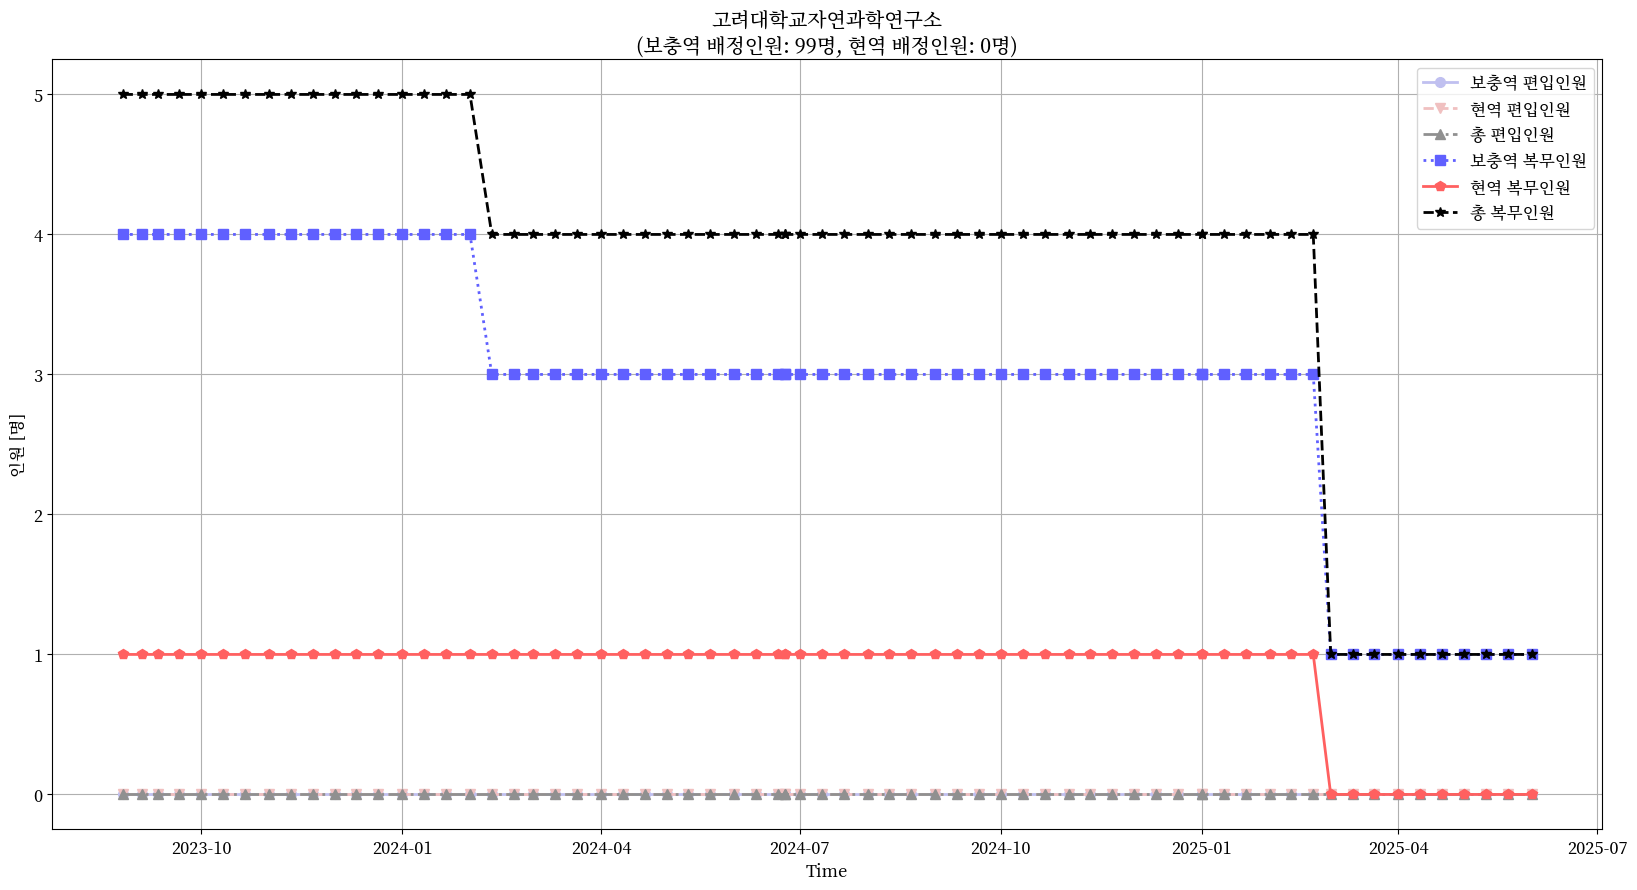 고려대학교자연과학연구소
(보충역 배정인원: 99명, 현역 배정인원: 0명)
보충역 편입인원
현역 편입인원
총 편입인원
보충역 복무인원
현역 복무인원
총 복무인원
인원 [명]
5
4
3
2
1
0
2023-10
2024-01
2024-04
2024-07
2024-10
2025-01
2025-04
2025-07
Time